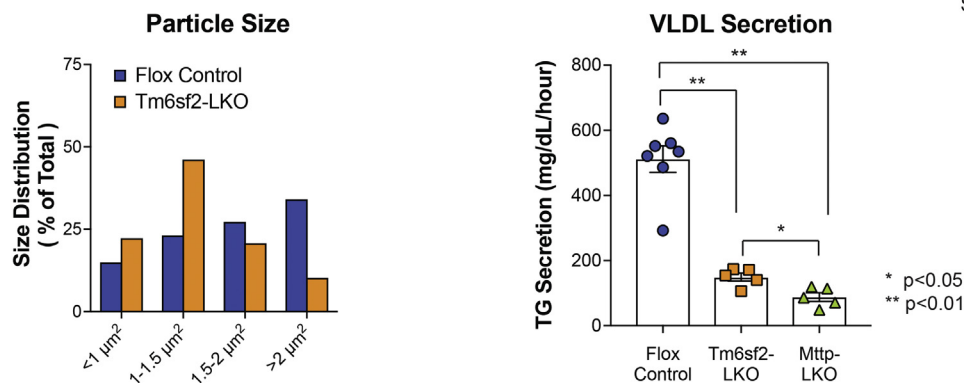 Particle Size
75
50
25
0
Size Distribution
( % of Total )
Flox Control
Tm6sf2-LKO
<1 µm²
1-1.5 µm²
1.5-2 µm²
>2 µm²
VLDL Secretion
800
600
400
200
0
TG Secretion (mg/dL/hour)
**
**
*
* p<0.05
** p<0.01
Flox
Control
Tm6sf2-
LKO
Mttp-
LKO